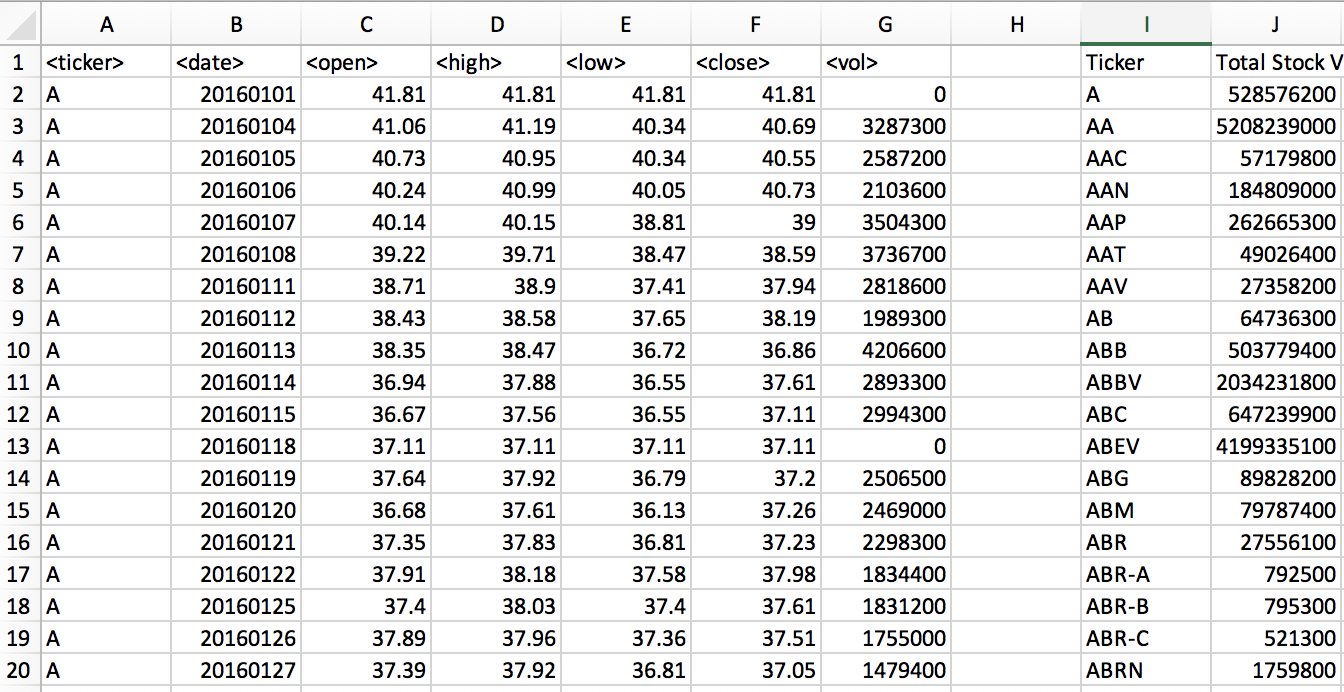 A B C D E F G H I J
1 <ticker> <date> <open> <high> <low> <close> <vol> Ticker Total Stock V
2 A 20160101 41.81 41.81 41.81 41.81 0 A 528576200
3 A 20160104 41.06 41.19 40.34 40.69 3287300 AA 5208239000
4 A 20160105 40.73 40.95 40.34 40.55 2587200 AAC 57179800
5 A 20160106 40.24 40.99 40.05 40.73 2103600 AAN 184809000
6 A 20160107 40.14 40.15 38.81 39 3504300 AAP 262665300
7 A 20160108 39.22 39.71 38.47 38.59 3736700 AAT 49026400
8 A 20160111 38.71 38.9 37.41 37.94 2818600 AAV 27358200
9 A 20160112 38.43 38.58 37.65 38.19 1989300 AB 64736300
10 A 20160113 38.35 38.47 36.72 36.86 4206600 ABB 503779400
11 A 20160114 36.94 37.88 36.55 37.61 2893300 ABBV 2034231800
12 A 20160115 36.67 37.56 36.55 37.11 2994300 ABC 647239900
13 A 20160118 37.11 37.11 37.11 37.11 0 ABEV 4199335100
14 A 20160119 37.64 37.92 36.79 37.2 2506500 ABG 89828200
15 A 20160120 36.68 37.61 36.13 37.26 2469000 ABM 79787400
16 A 20160121 37.35 37.83 36.81 37.23 2298300 ABR 27556100
17 A 20160122 37.91 38.18 37.58 37.98 1834400 ABR-A 792500
18 A 20160125 37.4 38.03 37.4 37.61 1831200 ABR-B 795300
19 A 20160126 37.89 37.96 37.36 37.51 1755000 ABR-C 521300
20 A 20160127 37.39 37.92 36.81 37.05 1479400 ABRN 1759800